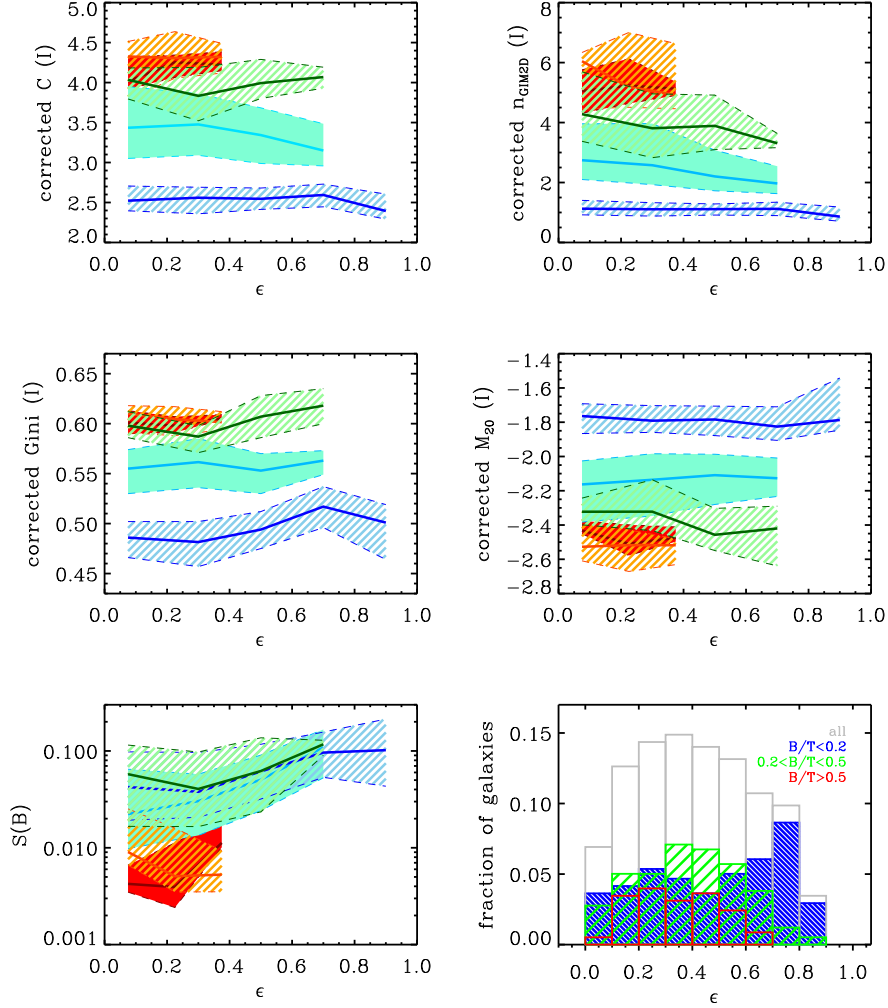 5.0
4.5
4.0
3.5
3.0
2.5
2.0
corrected C (I)
0.0 0.2 0.4 0.6 0.8 1.0
ϵ
8
6
4
2
0
corrected n_GIM2D (I)
0.0 0.2 0.4 0.6 0.8 1.0
ϵ
0.65
0.60
0.55
0.50
0.45
corrected Gini (I)
0.0 0.2 0.4 0.6 0.8 1.0
ϵ
−1.4
−1.6
−1.8
−2.0
−2.2
−2.4
−2.6
−2.8
corrected M_20 (I)
0.0 0.2 0.4 0.6 0.8 1.0
ϵ
0.100
0.010
0.001
S(B)
0.0 0.2 0.4 0.6 0.8 1.0
ϵ
0.15
0.10
0.05
0.00
fraction of galaxies
all
B/T<0.2
0.2<B/T<0.5
B/T>0.5
0.0 0.2 0.4 0.6 0.8 1.0
ϵ